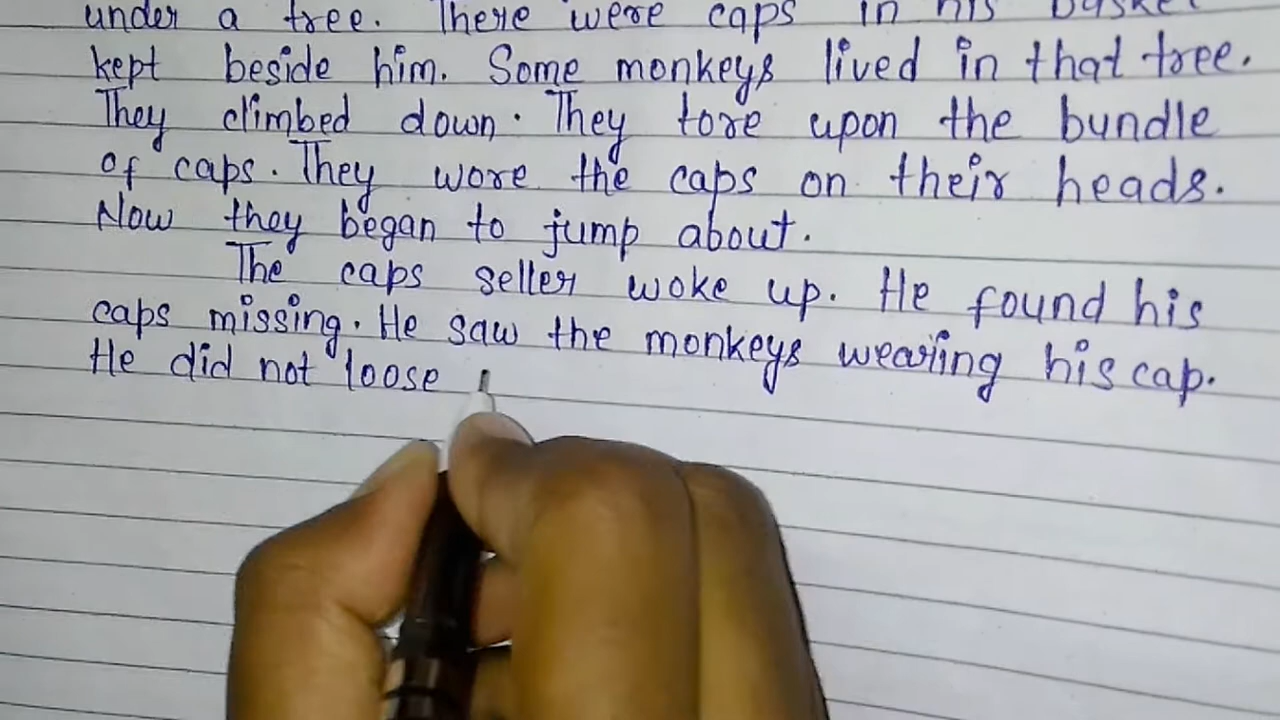 under a tree. There were caps in his basket
kept beside him. Some monkeys lived in that tree.
They climbed down. They tore upon the bundle
of caps. They wore the caps on their heads.
Now they began to jump about.
The caps seller woke up. He found his
caps missing. He saw the monkeys wearing his cap.
He did not loose